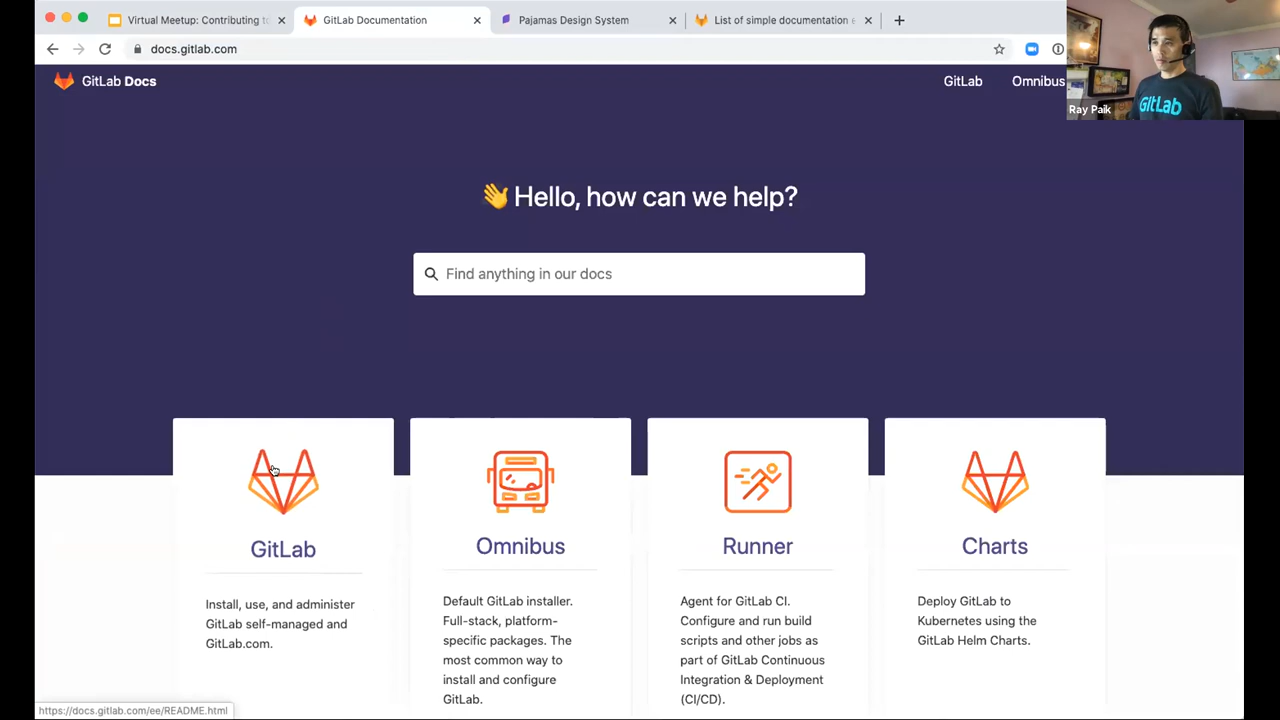 Virtual Meetup: Contributing to
GitLab Documentation
Pajamas Design System
List of simple documentation e
docs.gitlab.com
GitLab Docs
GitLab
Omnibus
Ray Paik
GitLab
👋 Hello, how can we help?
Find anything in our docs
GitLab
Install, use, and administer
GitLab self-managed and
GitLab.com.
Omnibus
Default GitLab installer.
Full-stack, platform-
specific packages. The
most common way to
install and configure
GitLab.
Runner
Agent for GitLab CI.
Configure and run build
scripts and other jobs as
part of GitLab Continuous
Integration & Deployment
(CI/CD).
Charts
Deploy GitLab to
Kubernetes using the
GitLab Helm Charts.
https://docs.gitlab.com/ee/README.html